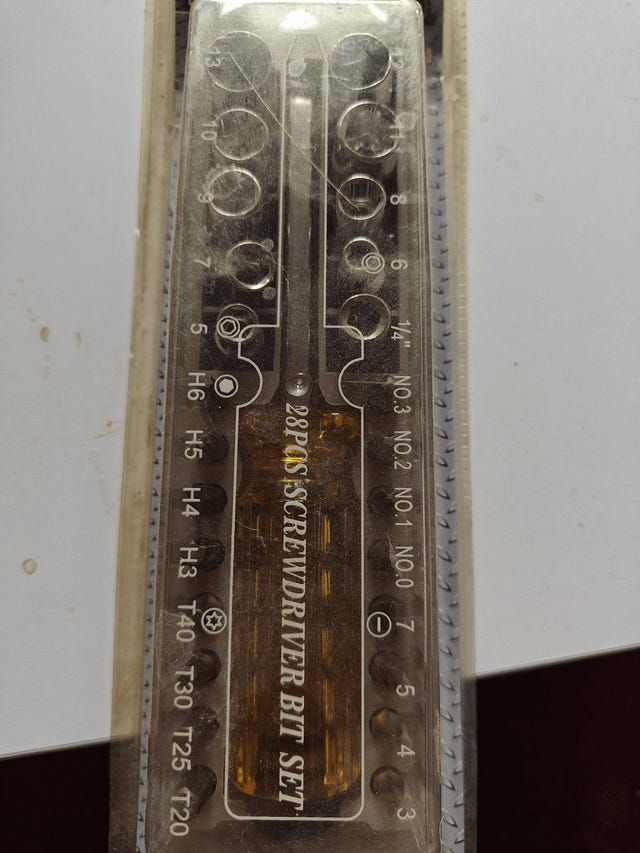 11 8 6 1/4" NO.3 NO.2 NO.1 NO.0 7 5 4 3
28PCS SCREWDRIVER BIT SET
13 10 9 7 5 H6 H5 H4 H3 T40 T30 T25 T20